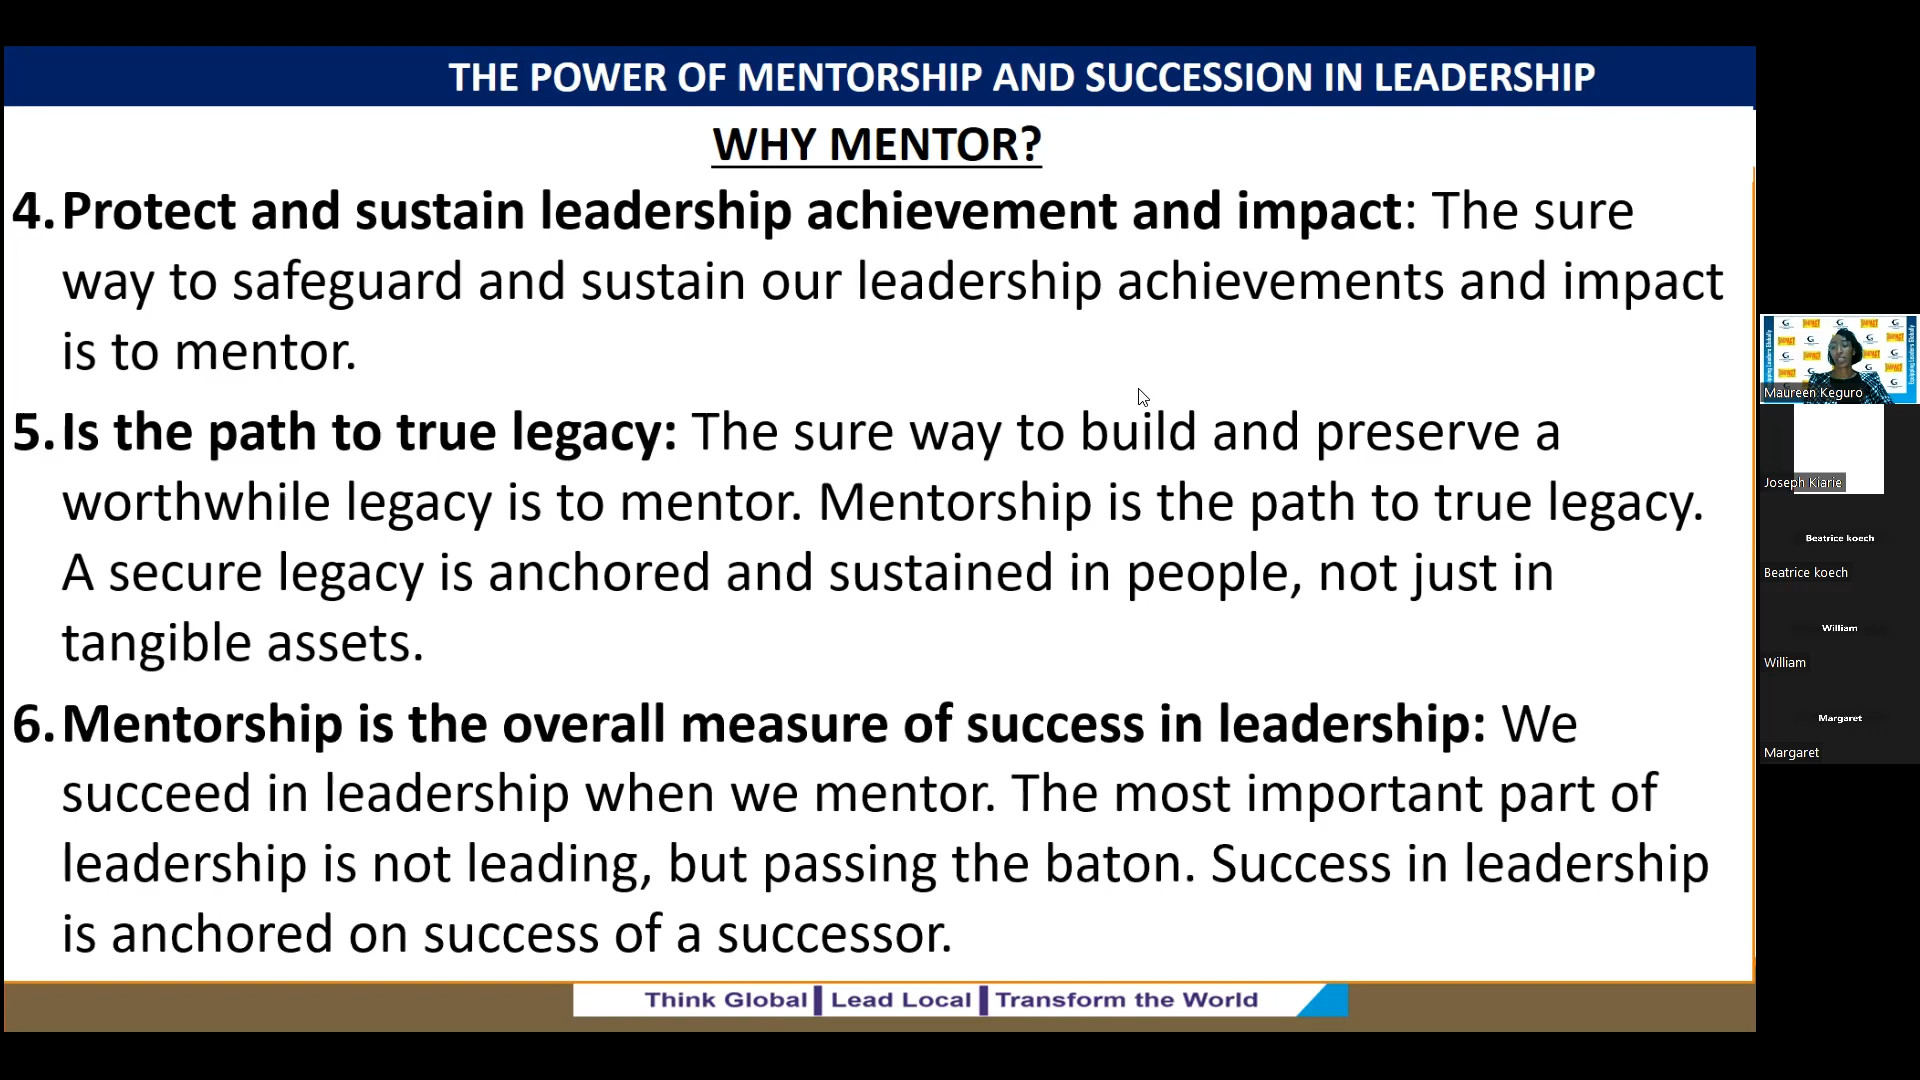 THE POWER OF MENTORSHIP AND SUCCESSION IN LEADERSHIP
WHY MENTOR?
4. Protect and sustain leadership achievement and impact: The sure
way to safeguard and sustain our leadership achievements and impact
is to mentor.
5. Is the path to true legacy: The sure way to build and preserve a
worthwhile legacy is to mentor. Mentorship is the path to true legacy.
A secure legacy is anchored and sustained in people, not just in
tangible assets.
6. Mentorship is the overall measure of success in leadership: We
succeed in leadership when we mentor. The most important part of
leadership is not leading, but passing the baton. Success in leadership
is anchored on success of a successor.
Think Global | Lead Local | Transform the World
Equipping Leaders Globally
Maureen Keguro
Joseph Kiarie
Beatrice koech
Beatrice koech
William
William
Margaret
Margaret